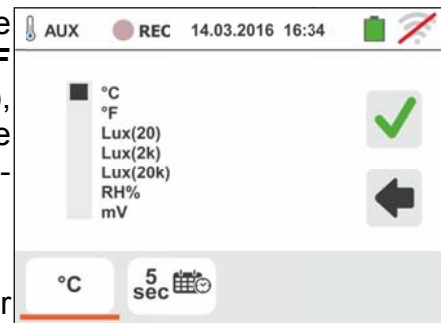 AUX REC 14.03.2016 16:34
°C
°F
Lux(20)
Lux(2k)
Lux(20k)
RH%
mV
°C 5 sec